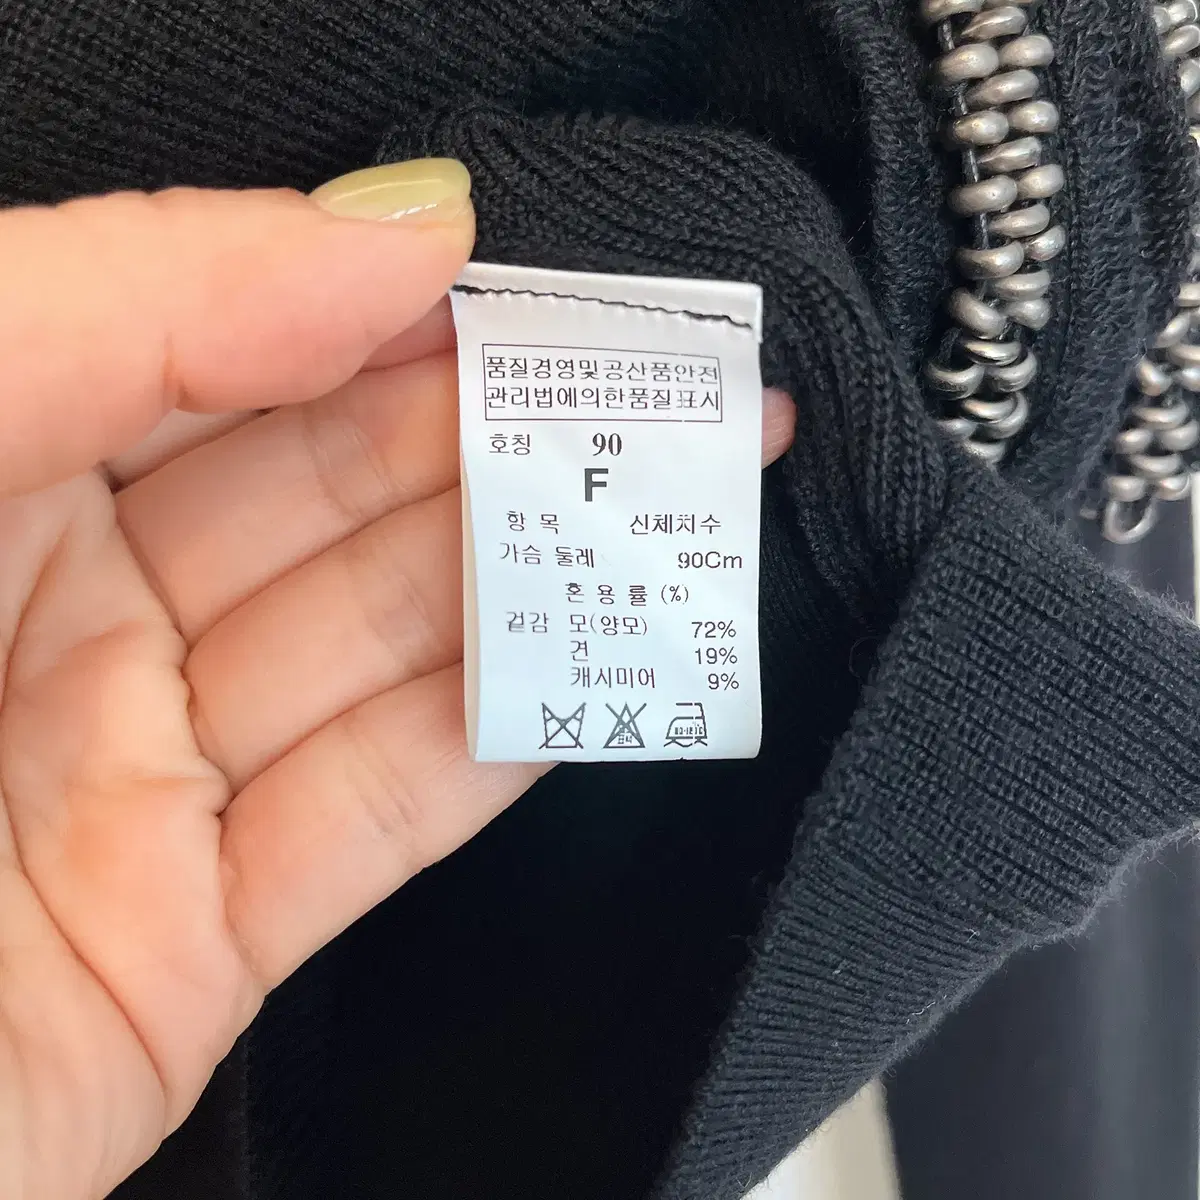 품질경영및공산품안전
관리법에의한품질표시
호칭 90
F
항 목 신체치수
가슴 둘레 90Cm
혼 용 률 (%)
겉감 모(양모) 72%
견 19%
캐시미어 9%